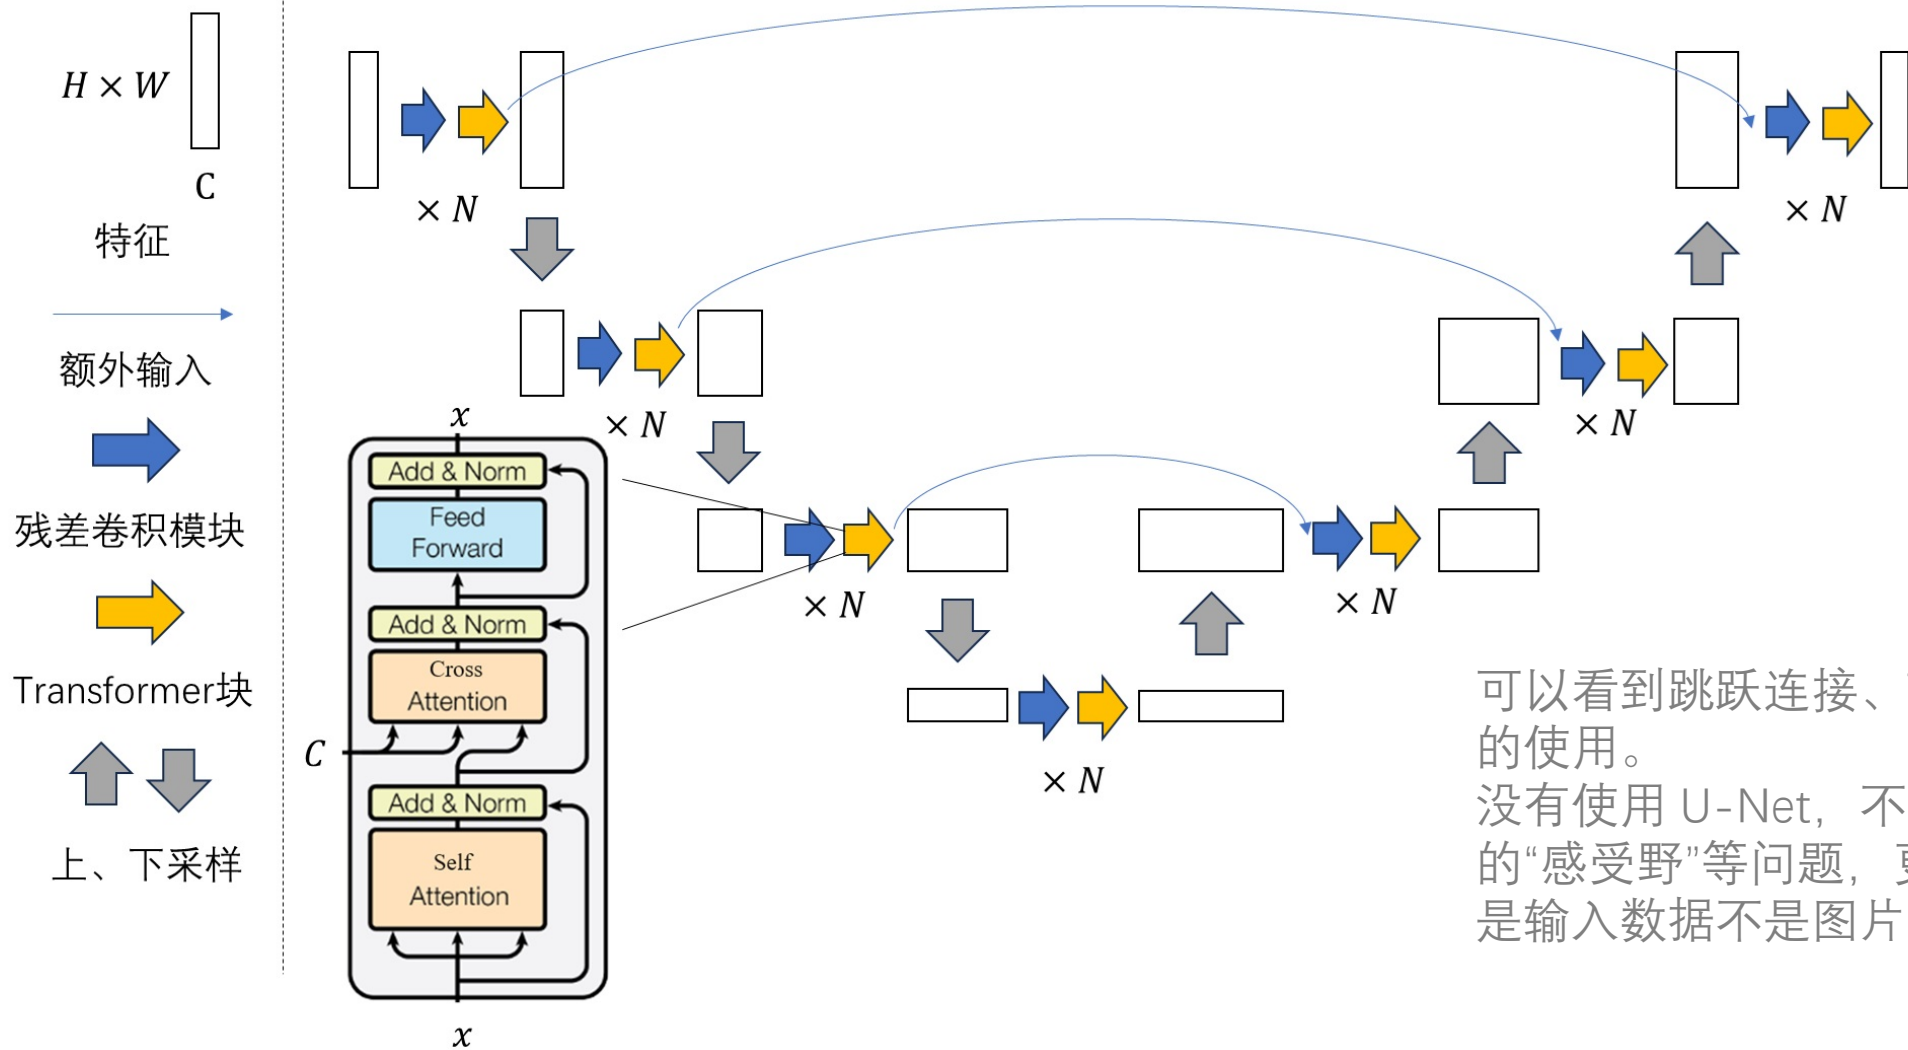 H × W
C
特征
额外输入
残差卷积模块
Transformer块
上、下采样
× N
× N
× N
× N
× N
× N
× N
x
Add & Norm
Feed
Forward
Add & Norm
Cross
Attention
C
Add & Norm
Self
Attention
x
可以看到跳跃连接、
的使用。
没有使用 U-Net，不
的“感受野”等问题，
是输入数据不是图片